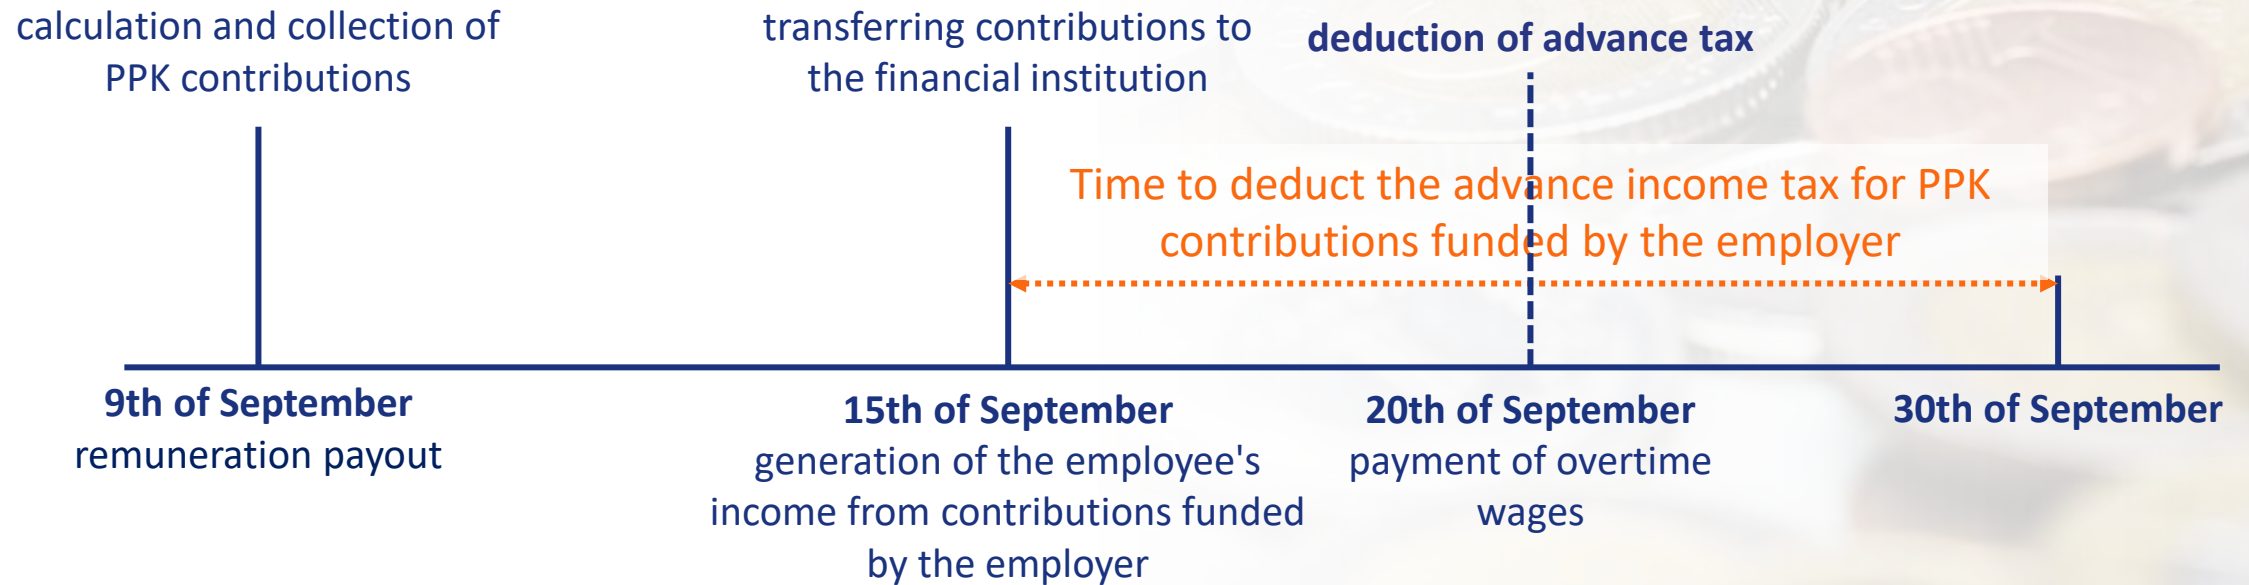 calculation and collection of
PPK contributions
transferring contributions to
the financial institution
deduction of advance tax
Time to deduct the advance income tax for PPK
contributions funded by the employer
9th of September
remuneration payout
15th of September
generation of the employee's
income from contributions funded
by the employer
20th of September
payment of overtime
wages
30th of September